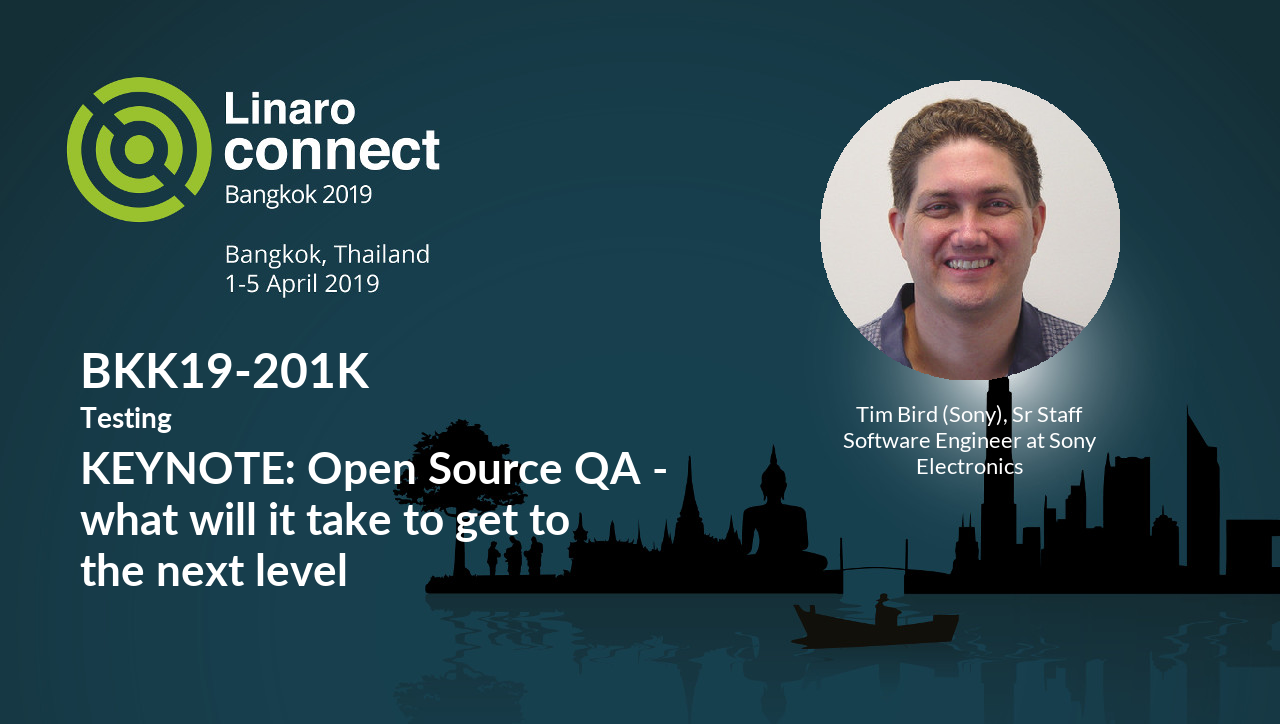 Linaro
connect
Bangkok 2019
Bangkok, Thailand
1-5 April 2019
BKK19-201K
Testing
KEYNOTE: Open Source QA -
what will it take to get to
the next level
Tim Bird (Sony), Sr Staff
Software Engineer at Sony
Electronics